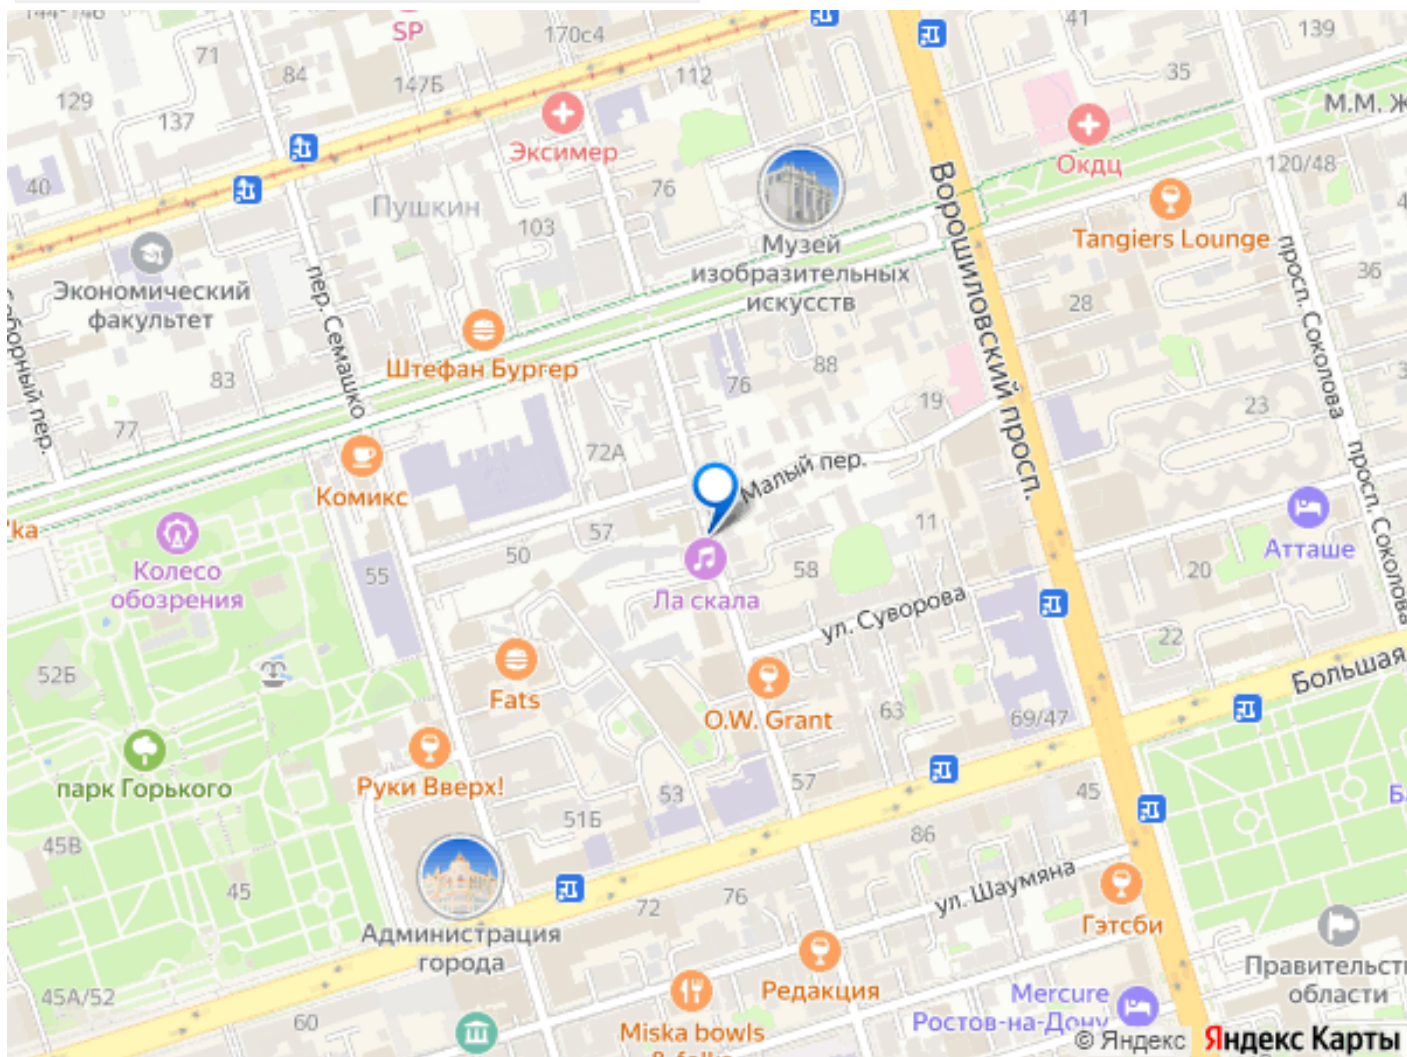 144-146
SP
170с4
41
139
71
84
147Б
112
35
129
137
М.М. Ж
Эксимер
Окдц
120/48
40
76
Пушкин
103
Tangiers Lounge
Музей
изобразительных
искусств
Ворошиловский просп.
просп. Соколова
36
Экономический
факультет
пер. Семашко
28
Штефан Бургер
88
76
83
19
23
77
72А
Малый пер.
просп. Соколова
Комикс
57
11
Атташе
50
55
58
20
Колесо
обозрения
Ла скала
ул. Суворова
22
52Б
Fats
Большая
O.W. Grant
63
69/47
парк Горького
Руки Вверх!
53
57
45
51Б
86
45В
45
76
72
ул. Шаумяна
Гэтсби
Администрация
города
Правительст
области
45А/52
60
Редакция
Mercure
Ростов-на-Дону
Miska bowls
© Яндекс
Яндекс Карты